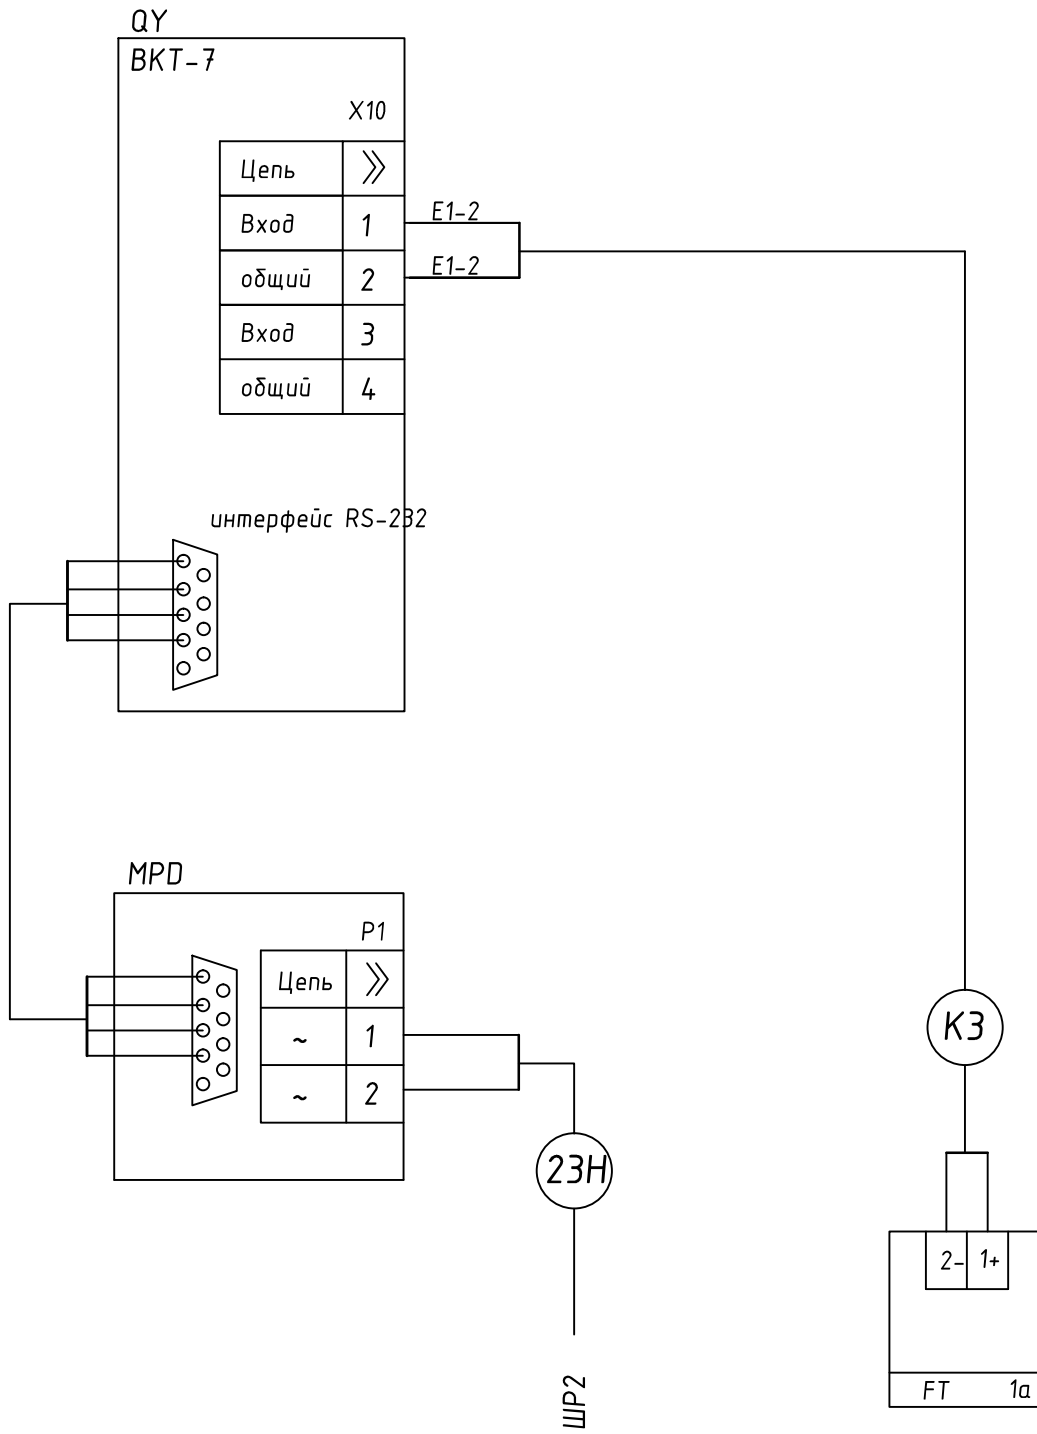 QY
ВКТ-7
X10
Цепь
Вход 1
E1-2
общий 2
E1-2
Вход 3
общий 4
интерфейс RS-232
MPD
P1
Цепь
~ 1
~ 2
К3
23Н
2- 1+
FT 1а
ШР2